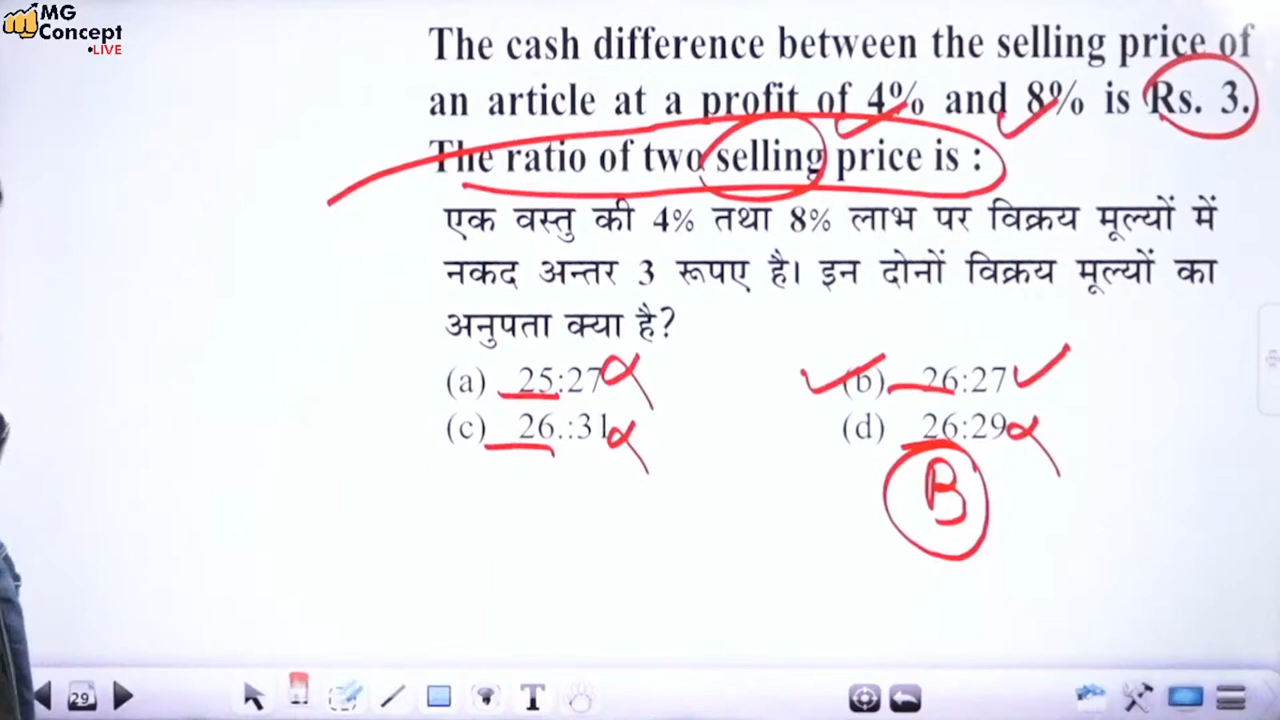 MG
Concept
•LIVE
The cash difference between the selling price of
an article at a profit of 4% and 8% is Rs. 3.
The ratio of two selling price is :
एक वस्तु की 4% तथा 8% लाभ पर विक्रय मूल्यों में
नकद अन्तर 3 रूपए है। इन दोनों विक्रय मूल्यों का
अनुपता क्या है?
(a) 25:27 (b) 26:27
(c) 26.:31 (d) 26:29
B
29 T